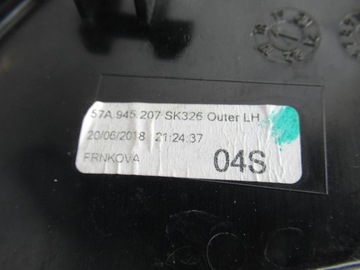 57A.945.207 SK326 Outer LH
20/06/2018 21:24:37
FRNKOVA
04S